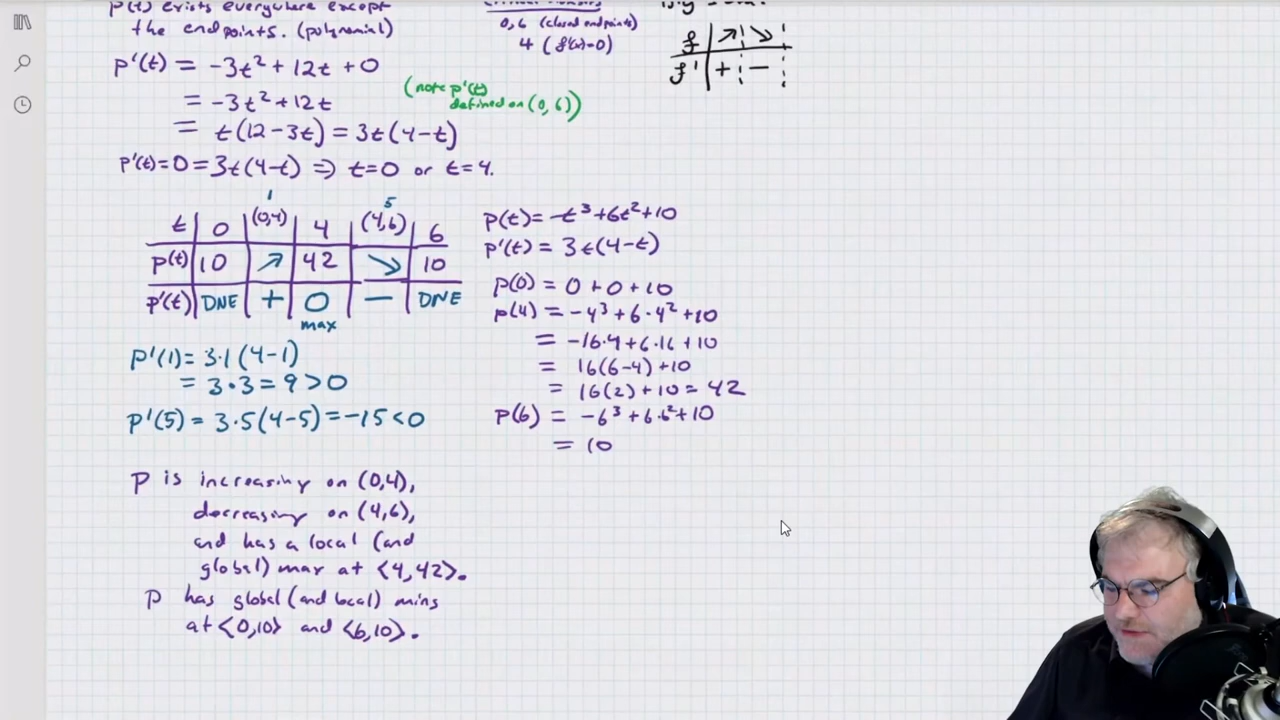 p(t) exists everywhere except
the endpoints. (polynomial)
p'(t) = -3t² + 12t + 0
= -3t² + 12t
= t(12-3t) = 3t(4-t)
(note p'(t)
defined on (0,6))
p'(t)=0=3t(4-t) ⇒ t=0 or t=4.
0,6 (closed endpoints)
4 (f'(x)=0)
f | ↗ ¦ ↘ ¦
f' | + ¦ − ¦
1 5
t | 0 | (0,4) | 4 | (4,6) | 6
p(t) | 10 | ↗ | 42 | ↘ | 10
p'(t) | DNE | + | 0 | − | DNE
max
p'(1) = 3·1(4-1)
= 3·3 = 9 > 0
p'(5) = 3·5(4-5) = -15 < 0
p(t) = -t³ + 6t² + 10
p'(t) = 3t(4-t)
p(0) = 0 + 0 + 10
p(4) = -4³ + 6·4² + 10
= -16·4 + 6·16 + 10
= 16(6-4) + 10
= 16(2) + 10 = 42
p(6) = -6³ + 6·6² + 10
= 10
P is increasing on (0,4),
decreasing on (4,6),
and has a local (and
global) max at <4,42>.
P has global (and local) mins
at <0,10> and <6,10>.